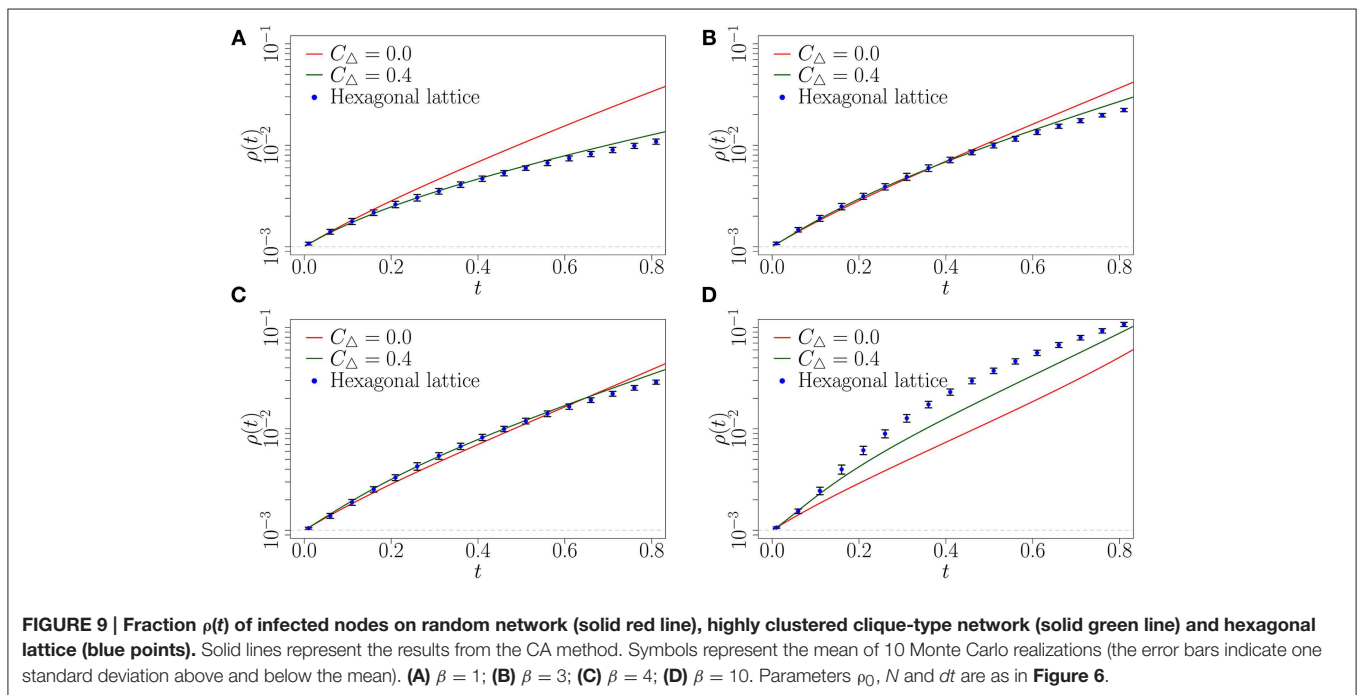 A
10⁻¹
10⁻²
10⁻³
ρ(t)
C△ = 0.0
C△ = 0.4
Hexagonal lattice
0.0 0.2 0.4 0.6 0.8
t
B
10⁻¹
10⁻²
10⁻³
ρ(t)
C△ = 0.0
C△ = 0.4
Hexagonal lattice
0.0 0.2 0.4 0.6 0.8
t
C
10⁻¹
10⁻²
10⁻³
ρ(t)
C△ = 0.0
C△ = 0.4
Hexagonal lattice
0.0 0.2 0.4 0.6 0.8
t
D
10⁻¹
10⁻²
10⁻³
ρ(t)
C△ = 0.0
C△ = 0.4
Hexagonal lattice
0.0 0.2 0.4 0.6 0.8
t
FIGURE 9 | Fraction ρ(t) of infected nodes on random network (solid red line), highly clustered clique-type network (solid green line) and hexagonal
lattice (blue points). Solid lines represent the results from the CA method. Symbols represent the mean of 10 Monte Carlo realizations (the error bars indicate one
standard deviation above and below the mean). (A) β = 1; (B) β = 3; (C) β = 4; (D) β = 10. Parameters ρ₀, N and dt are as in Figure 6.